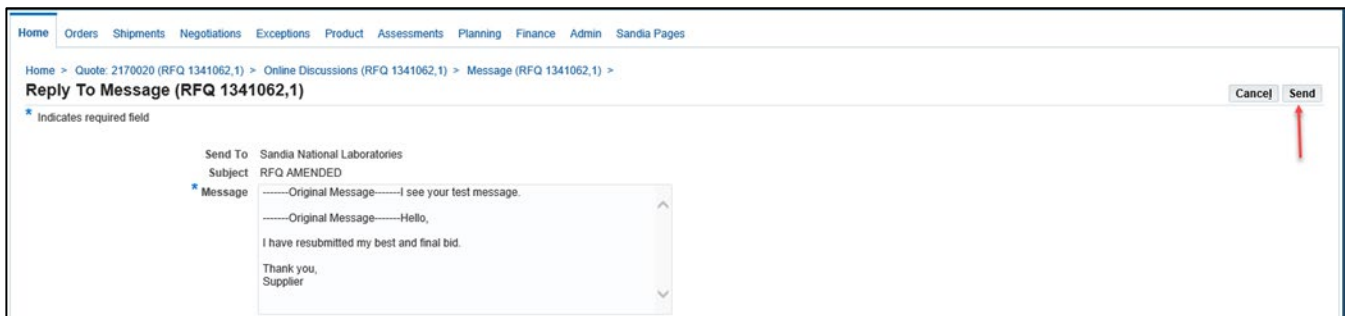 Home Orders Shipments Negotiations Exceptions Product Assessments Planning Finance Admin Sandia Pages
Home > Quote: 2170020 (RFQ 1341062,1) > Online Discussions (RFQ 1341062,1) > Message (RFQ 1341062,1) >
Reply To Message (RFQ 1341062,1)
Cancel Send
* Indicates required field
Send To Sandia National Laboratories
Subject RFQ AMENDED
* Message -------Original Message-------I see your test message.
-------Original Message-------Hello,
I have resubmitted my best and final bid.
Thank you,
Supplier